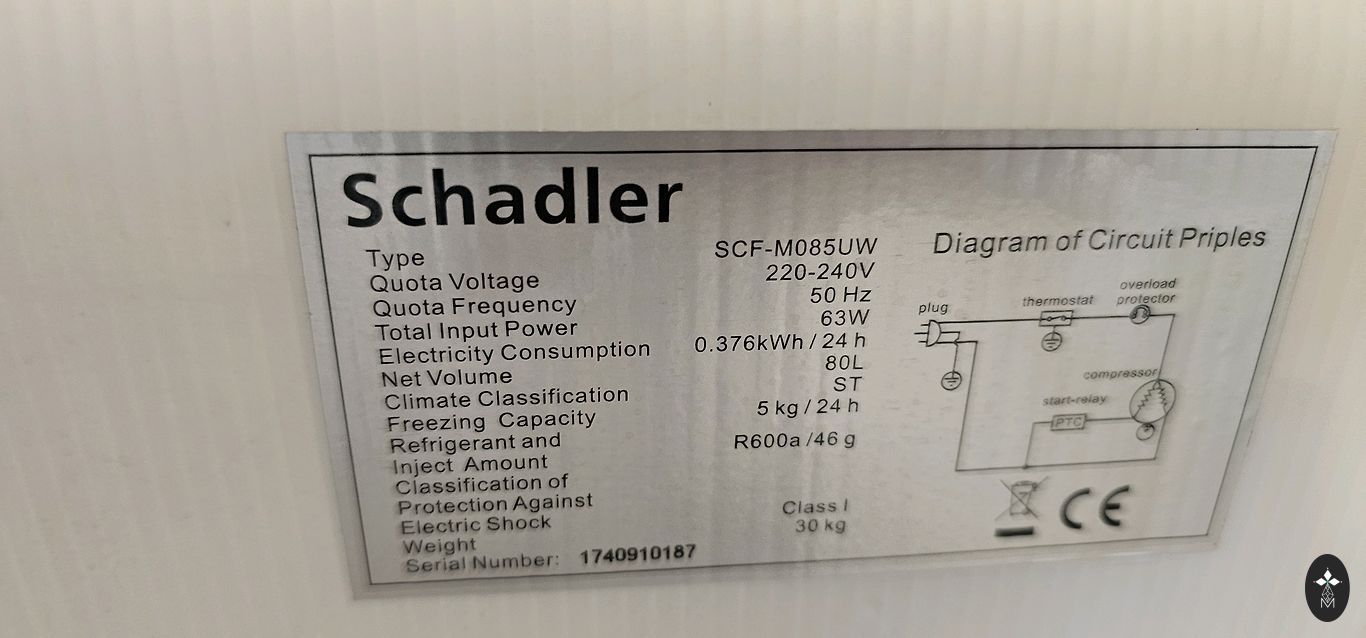 Schadler
Type SCF-M085UW
Quota Voltage 220-240V
Quota Frequency 50 Hz
Total Input Power 63W
Electricity Consumption 0.376kWh / 24 h
Net Volume 80L
Climate Classification ST
Freezing Capacity 5 kg / 24 h
Refrigerant and
Inject Amount R600a /46 g
Classification of
Protection Against
Electric Shock Class I
Weight 30 kg
Serial Number: 1740910187
Diagram of Circuit Priples
plug
thermostat
overload
protector
compressor
start-relay
PTC
CE
M